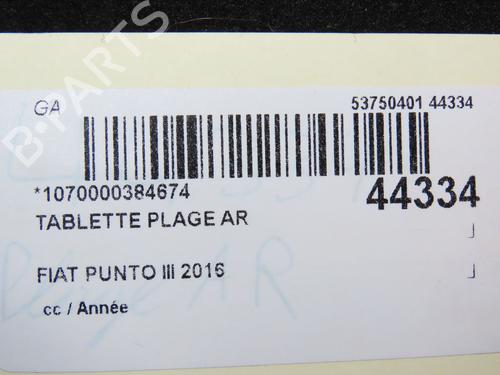 GA
53750401 44334
*1070000384674
44334
TABLETTE PLAGE AR
FIAT PUNTO III 2016
cc / Année
B-PARTS